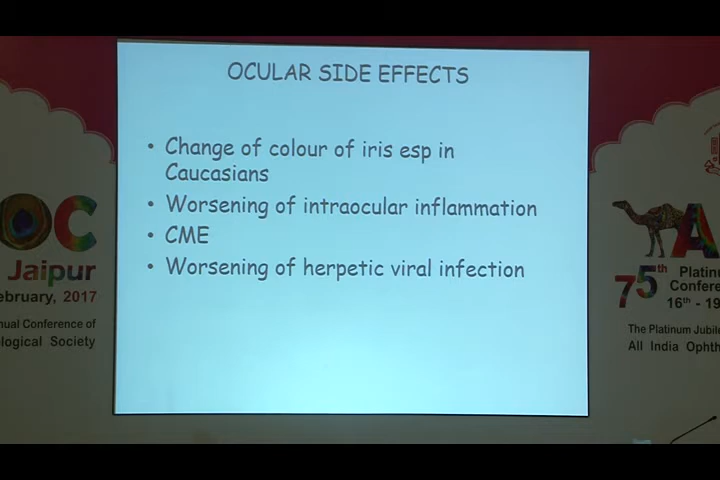 OCULAR SIDE EFFECTS
• Change of colour of iris esp in
Caucasians
• Worsening of intraocular inflammation
• CME
• Worsening of herpetic viral infection
OC
Jaipur
ebruary, 2017
nual Conference of
ological Society
A
75th Platinu
Confere
16th - 19
The Platinum Jubile
All India Ophth